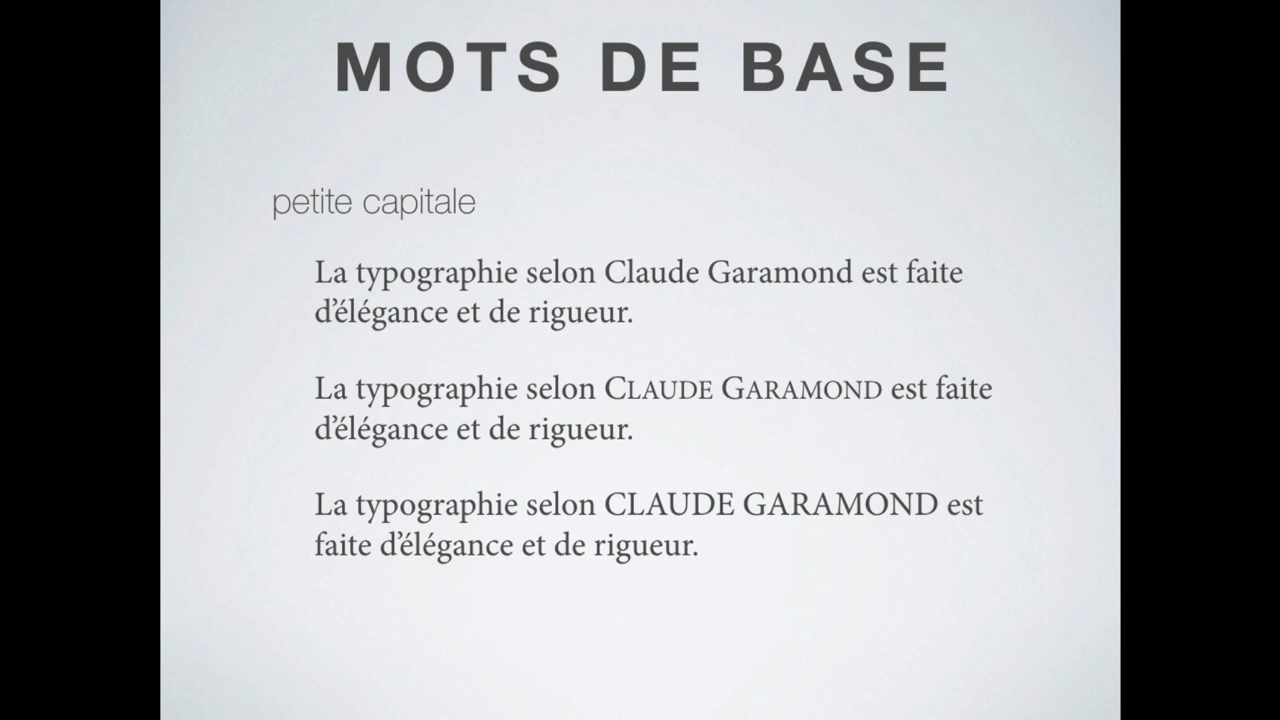 MOTS DE BASE
petite capitale
La typographie selon Claude Garamond est faite
d’élégance et de rigueur.
La typographie selon CLAUDE GARAMOND est faite
d’élégance et de rigueur.
La typographie selon CLAUDE GARAMOND est
faite d’élégance et de rigueur.